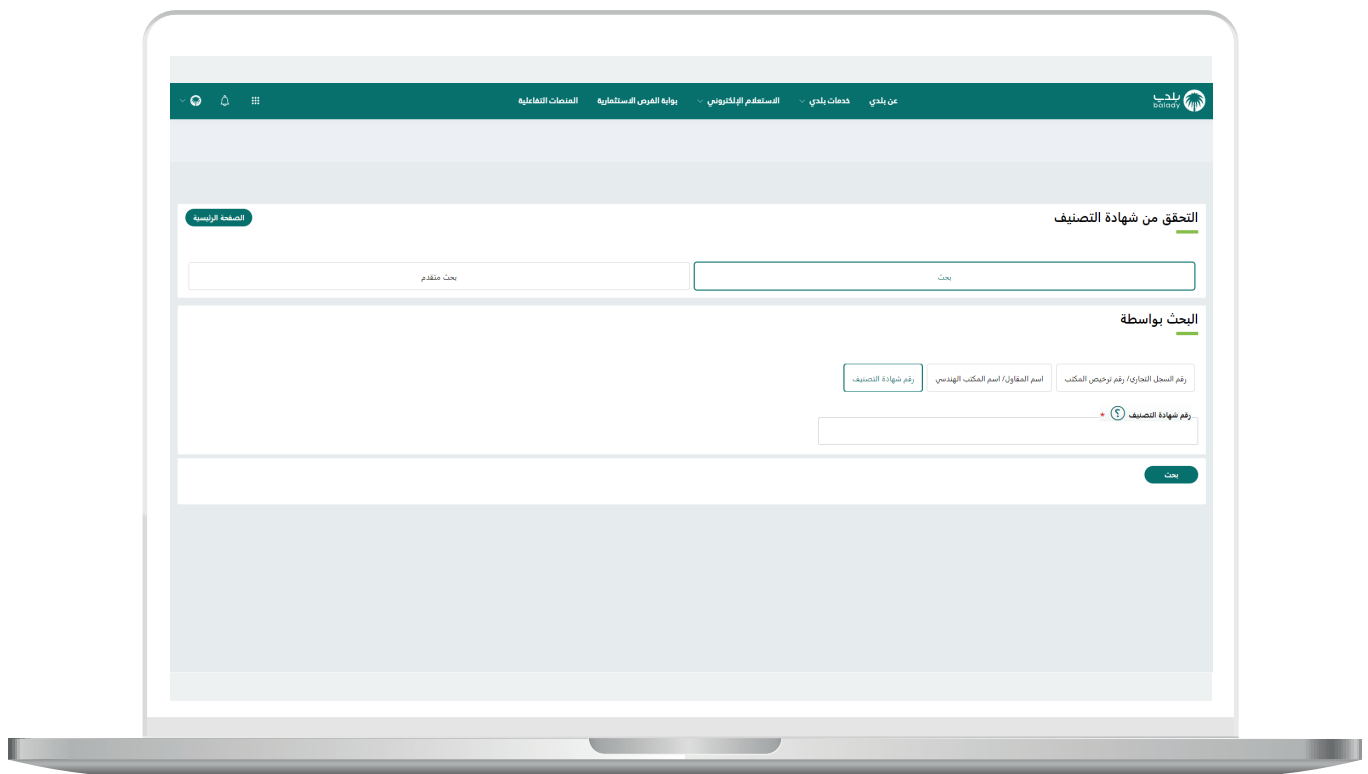 بلدي
balady
عن بلدي
خدمات بلدي
الاستعلام الإلكتروني
بوابة الفرص الاستثمارية
المنصات التفاعلية
التحقق من شهادة التصنيف
الصفحة الرئيسية
بحث
بحث متقدم
البحث بواسطة
رقم السجل التجاري/ رقم ترخيص المكتب
اسم المقاول/ اسم المكتب الهندسي
رقم شهادة التصنيف
رقم شهادة التصنيف ؟ *
بحث